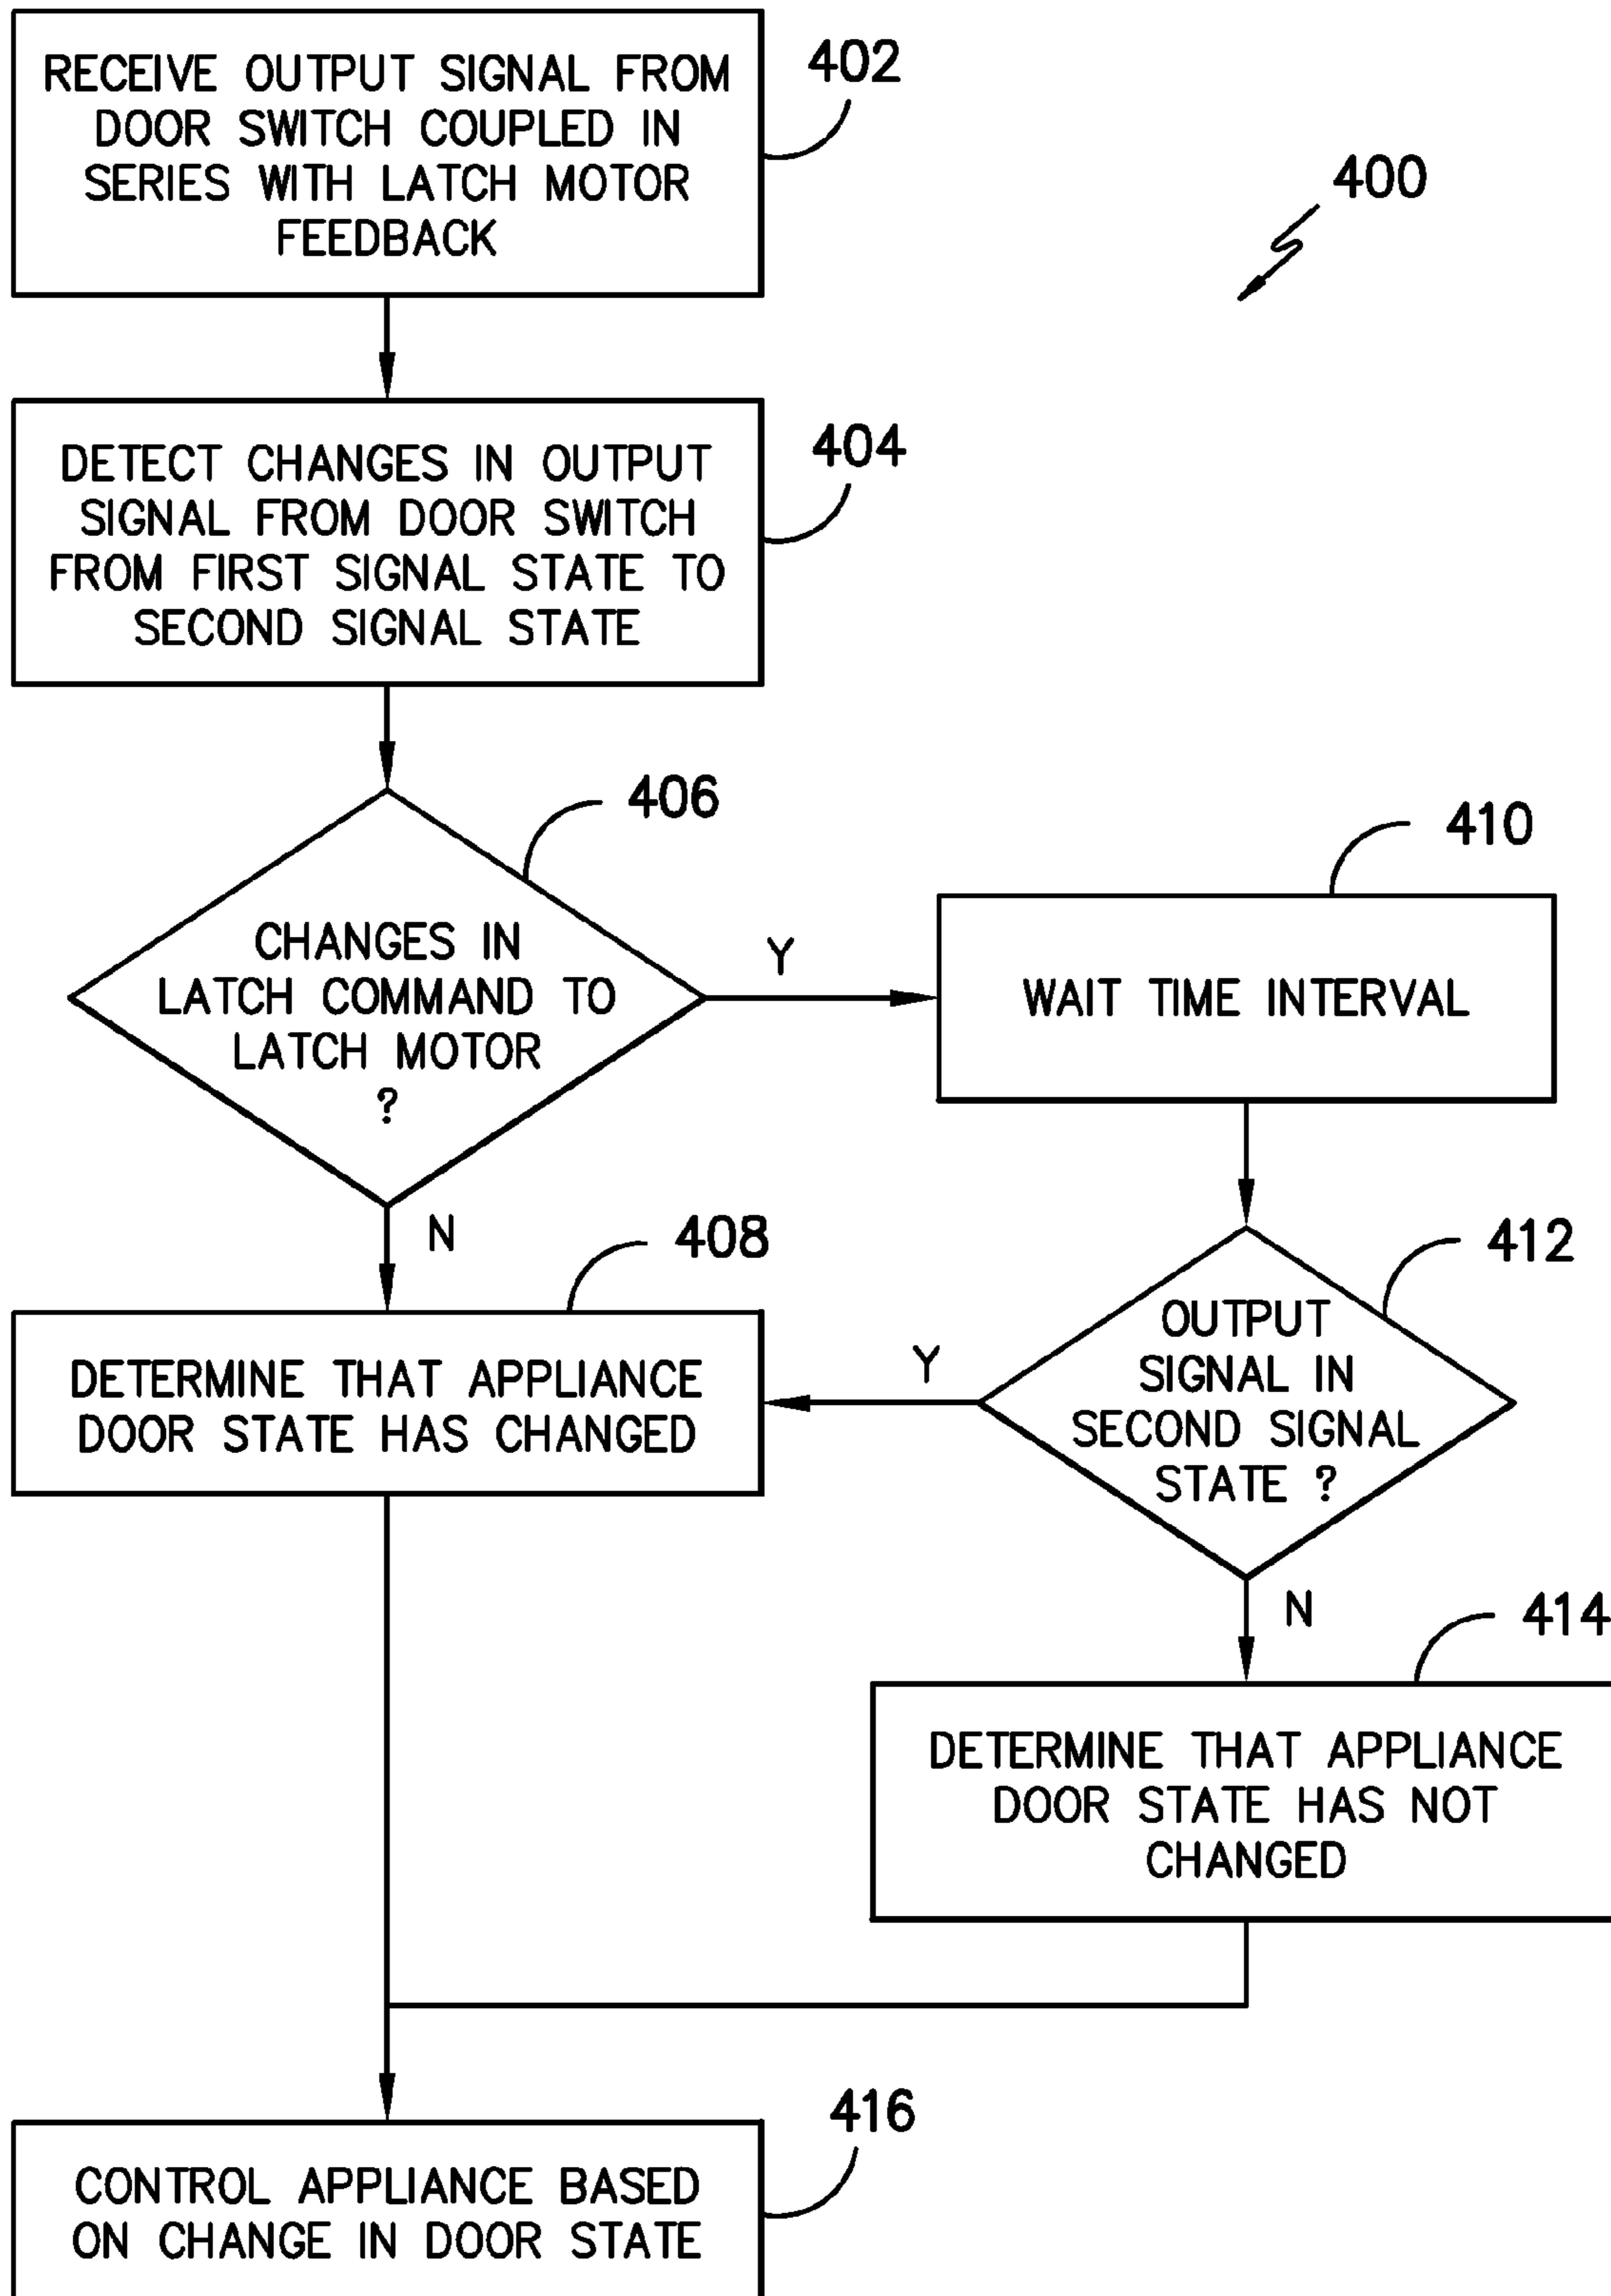 RECEIVE OUTPUT SIGNAL FROM
DOOR SWITCH COUPLED IN
SERIES WITH LATCH MOTOR
FEEDBACK
402
400
DETECT CHANGES IN OUTPUT
SIGNAL FROM DOOR SWITCH
FROM FIRST SIGNAL STATE TO
SECOND SIGNAL STATE
404
406
CHANGES IN
LATCH COMMAND TO
LATCH MOTOR
?
Y
410
WAIT TIME INTERVAL
N
408
DETERMINE THAT APPLIANCE
DOOR STATE HAS CHANGED
Y
412
OUTPUT
SIGNAL IN
SECOND SIGNAL
STATE ?
N
414
DETERMINE THAT APPLIANCE
DOOR STATE HAS NOT
CHANGED
416
CONTROL APPLIANCE BASED
ON CHANGE IN DOOR STATE